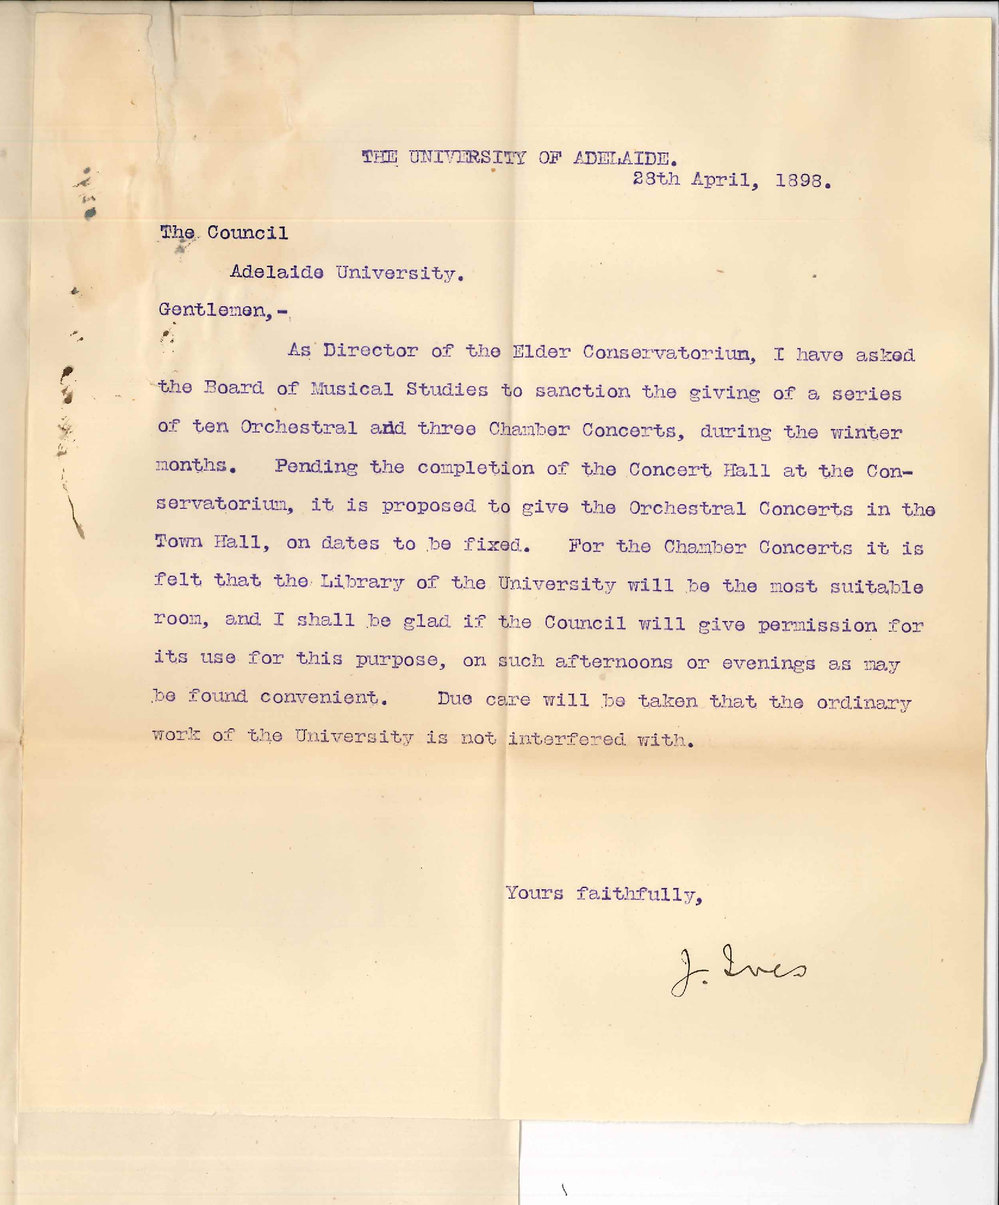 THE UNIVERSITY OF ADELAIDE.
28th April, 1898.
The Council
Adelaide University.
Gentlemen,-
As Director of the Elder Conservatorium, I have asked
the Board of Musical Studies to sanction the giving of a series
of ten Orchestral and three Chamber Concerts, during the winter
months. Pending the completion of the Concert Hall at the Con-
servatorium, it is proposed to give the Orchestral Concerts in the
Town Hall, on dates to be fixed. For the Chamber Concerts it is
felt that the Library of the University will be the most suitable
room, and I shall be glad if the Council will give permission for
its use for this purpose, on such afternoons or evenings as may
be found convenient. Due care will be taken that the ordinary
work of the University is not interfered with.
Yours faithfully,
J. Ives